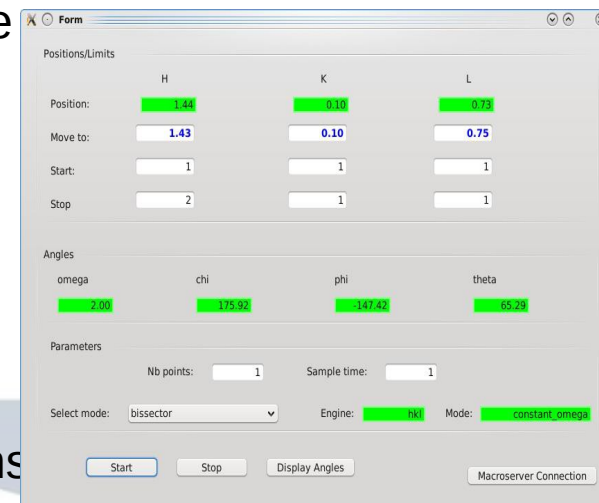 e
Form
Positions/Limits
H K L
Position: 1.44 0.10 0.73
Move to: 1.43 0.10 0.75
Start: 1 1 1
Stop 2 1 1
Angles
omega chi phi theta
2.00 175.92 -147.42 65.29
Parameters
Nb points: 1 Sample time: 1
Select mode: bissector Engine: hkl Mode: constant_omega
ns
Start Stop Display Angles Macroserver Connection